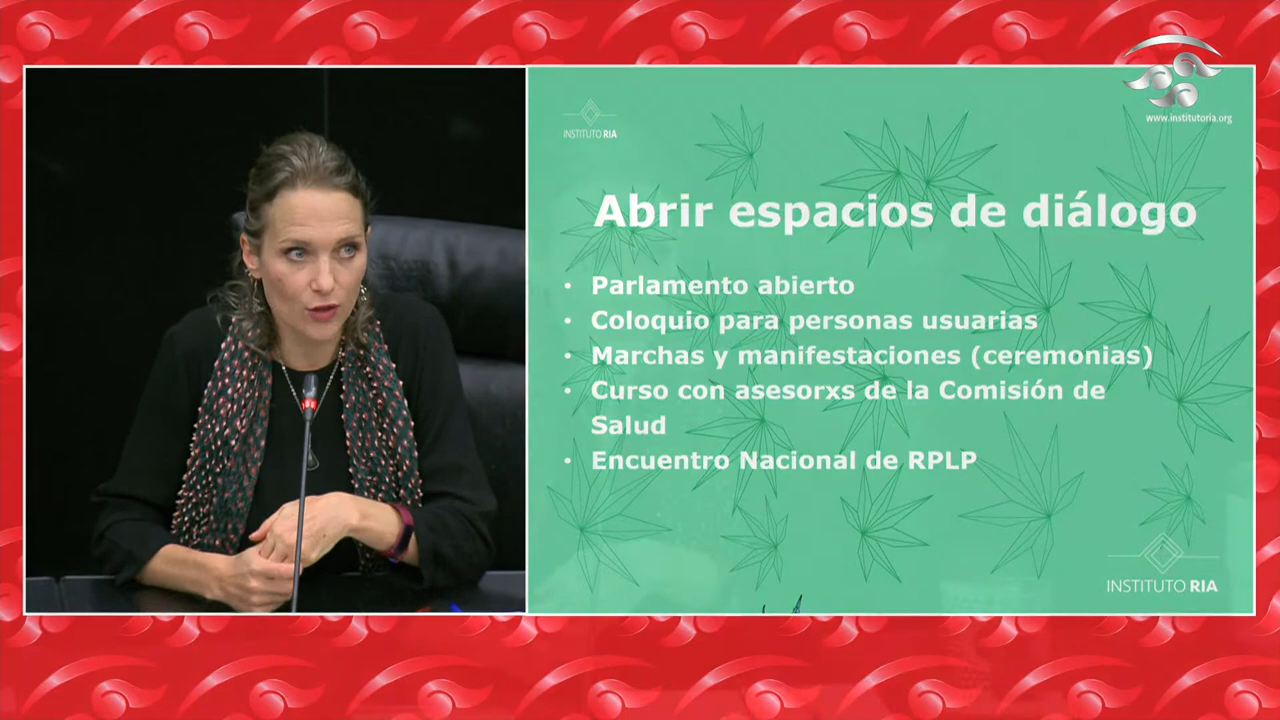 INSTITUTO RIA
www.institutoria.org
Abrir espacios de diálogo
• Parlamento abierto
• Coloquio para personas usuarias
• Marchas y manifestaciones (ceremonias)
• Curso con asesorxs de la Comisión de
Salud
• Encuentro Nacional de RPLP
INSTITUTO RIA